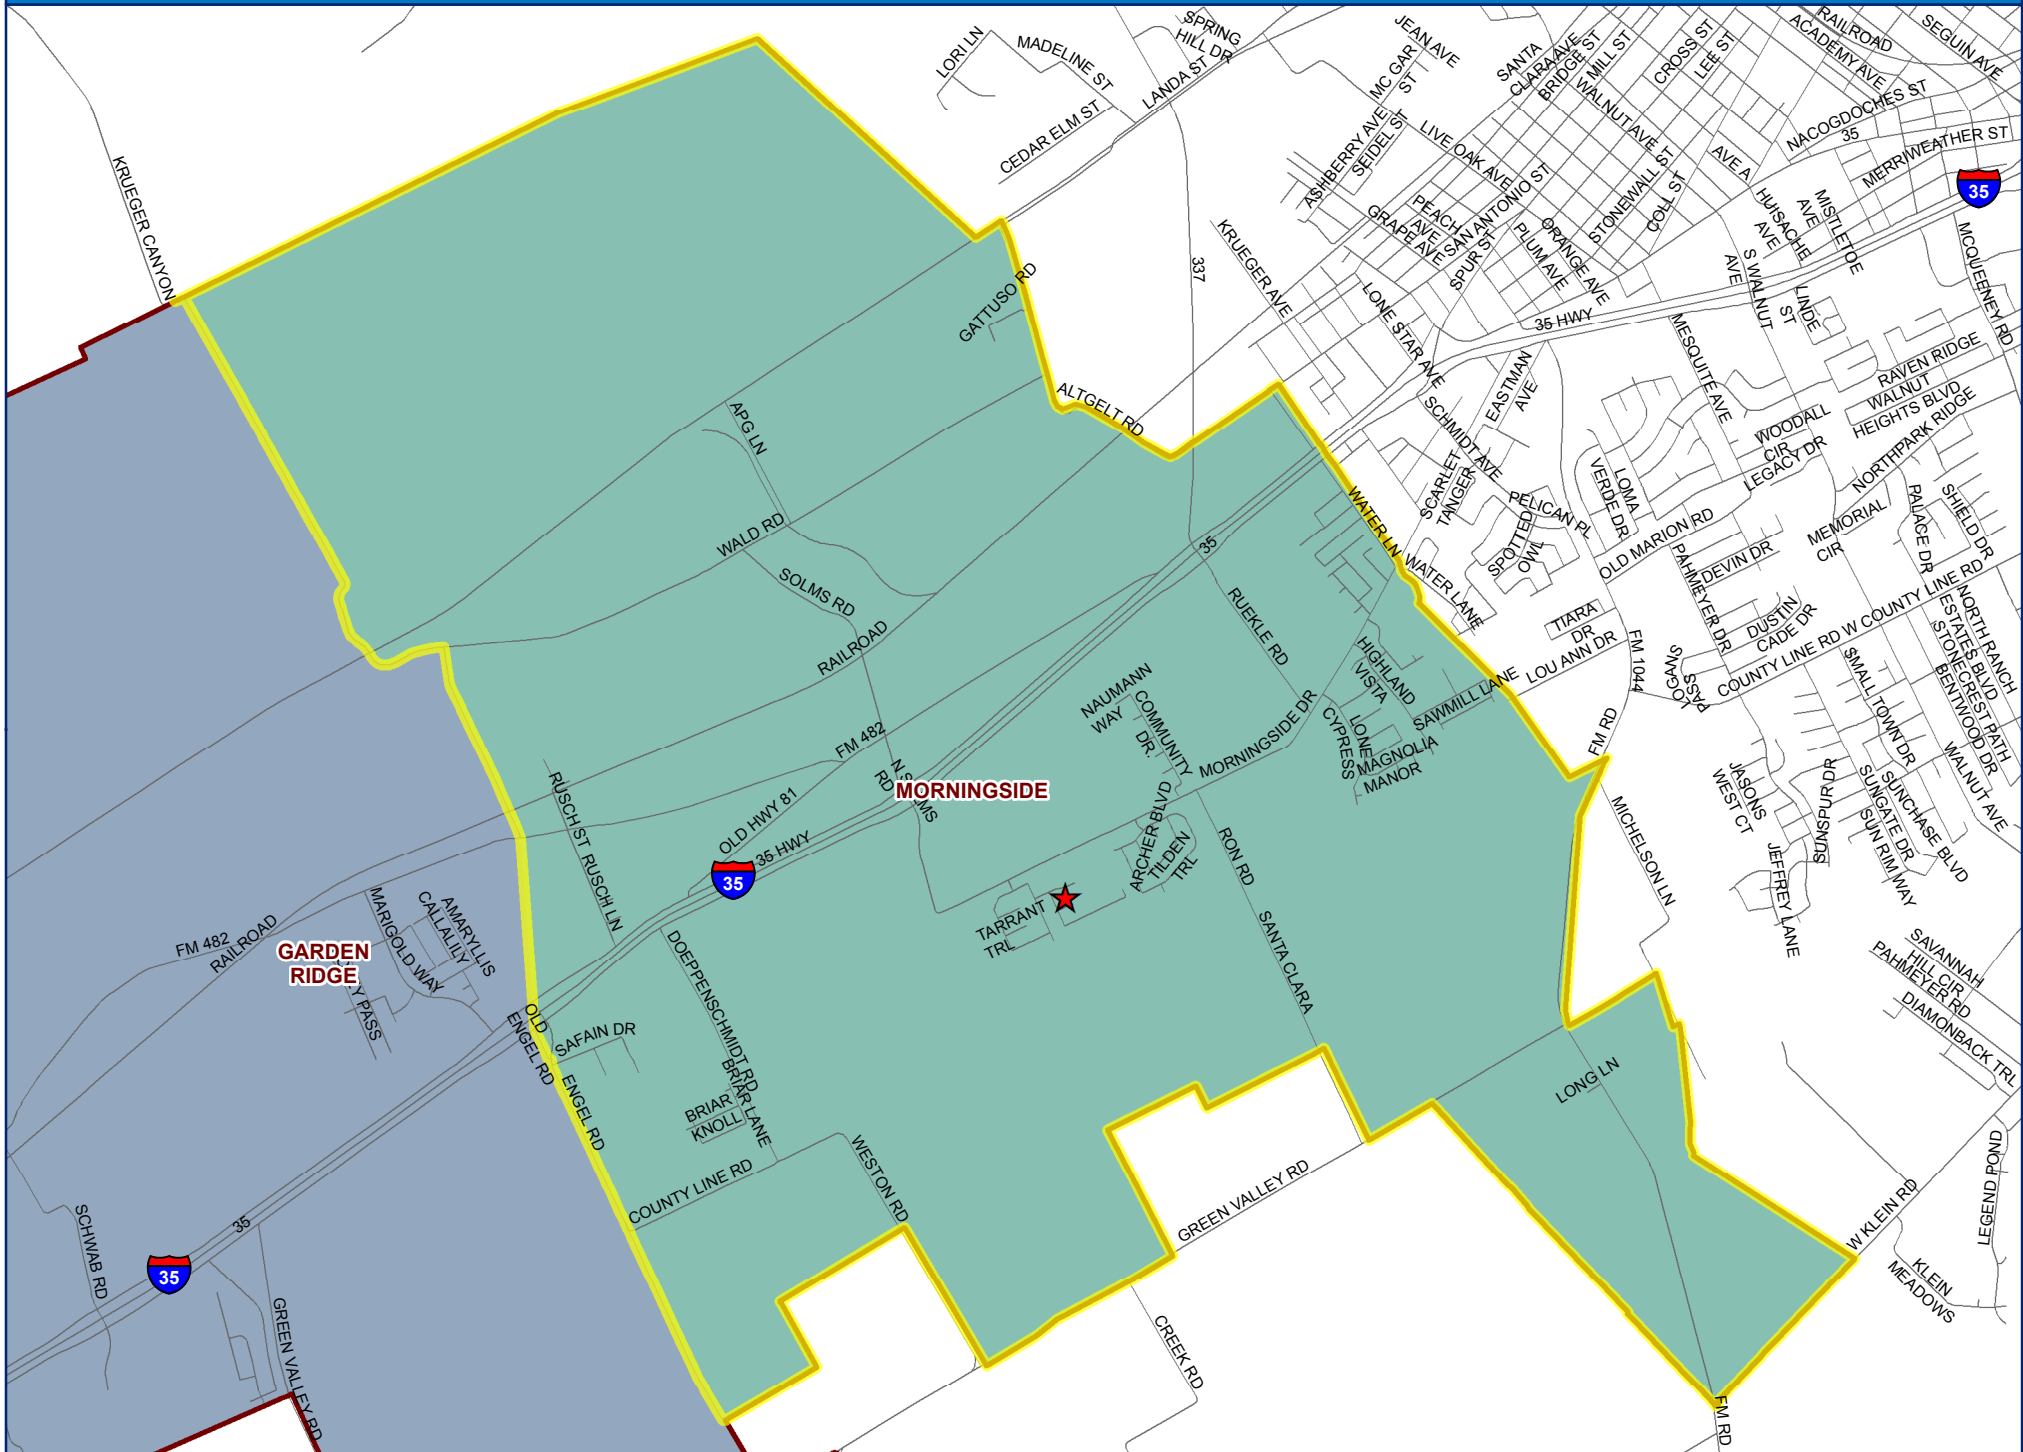 LORI LN
MADELINE ST
SPRING
HILL DR
LANDA ST
CEDAR ELM ST
JEAN AVE
MC GAR
ST
SANTA
CLARA AVE
BRIDGE ST
W MILL ST
CROSS ST
LEE ST
RAILROAD
ACADEMY AVE
SEGUIN AVE
WALNUT AVE
NACOGDOCHES ST
35
MERRIWEATHER ST
ASHBERRY AVE
SEIDEL ST
LIVE OAK AVE
STONEWALL ST
COLL ST
AVE A
HUISACHE
AVE
MISTLETOE
AVE
35
MCQUENEY RD
KRUEGER CANYON
PEACH
AVE
GRAPE AVE
SAN ANTONIO ST
SPUR ST
PLUM AVE
ORANGE AVE
S WALNUT
AVE
LINDE
ST
KRUEGER AVE
337
GATTUSO RD
LONE STAR AVE
35 HWY
MESQUITE AVE
RAVEN RIDGE
WALNUT
HEIGHTS BLVD
NORTHPARK RIDGE
EASTMAN
AVE
SCHMIDT AVE
WOODALL
CIR
LEGACY DR
ALTGELT RD
APG LN
SCARLET
TANGER
PELICAN PL
SPOTTED
OWL
LOMA
VERDE DR
OLD MARION RD
MEMORIAL
CIR
PALACE DR
SHIELD DR
WATER LN
WATER LANE
WALD RD
SOLMS RD
35
RUEKLE RD
PAHMEYER DR
DEVIN DR
DUSTIN
CADE DR
COUNTY LINE RD
W COUNTY LINE RD
TIARA
DR
LOU ANN DR
FM 1044
LOGANS
PASS
NORTH RANCH
ESTATES BLVD
STONECREST PATH
BENTWOOD DR
WALNUT AVE
SMALL TOWN DR
RAILROAD
HIGHLAND
VISTA
SAWMILL LANE
NAUMANN
WAY
COMMUNITY
DR.
MORNINGSIDE DR
CYPRESS
LONE
MAGNOLIA
MANOR
FM RD
FM 482
N SOLMS
RD
MORNINGSIDE
OLD HWY 81
35 HWY
35
RUSCH ST
RUSCH LN
ARCHER BLVD
TILDEN
TRL
RON RD
MICHELSON LN
JASONS
WEST CT
SUNSPUR DR
JEFFREY LANE
SUNCHASE BLVD
SUNGATE DR
SUN RIM WAY
TARRANT
TRL
SANTA CLARA
FM 482
RAILROAD
GARDEN
RIDGE
MARIGOLD WAY
CALLALILY
AMARYLLIS
Y PASS
OLD
ENGEL RD
SAFAIN DR
ENGEL RD
DOEPPENSCHMIDT RD
BRIAR LANE
BRIAR
KNOLL
COUNTY LINE RD
WESTON RD
GREEN VALLEY RD
LONG LN
SAVANNAH
HILL CIR
PAHMEYER RD
DIAMONDBACK TRL
W KLEIN RD
LEGEND POND
KLEIN
MEADOWS
SCHWAB RD
35
35
GREEN VALLEY RD
CREEK RD
FM RD